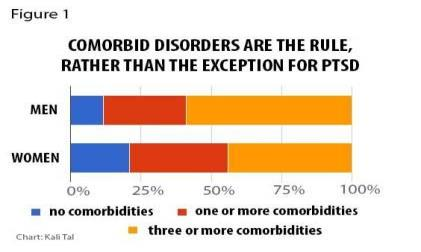 Figure 1
COMORBID DISORDERS ARE THE RULE,
RATHER THAN THE EXCEPTION FOR PTSD
MEN
WOMEN
0% 25% 50% 75% 100%
no comorbidities one or more comorbidities
three or more comorbidities
Chart: Kali Tal